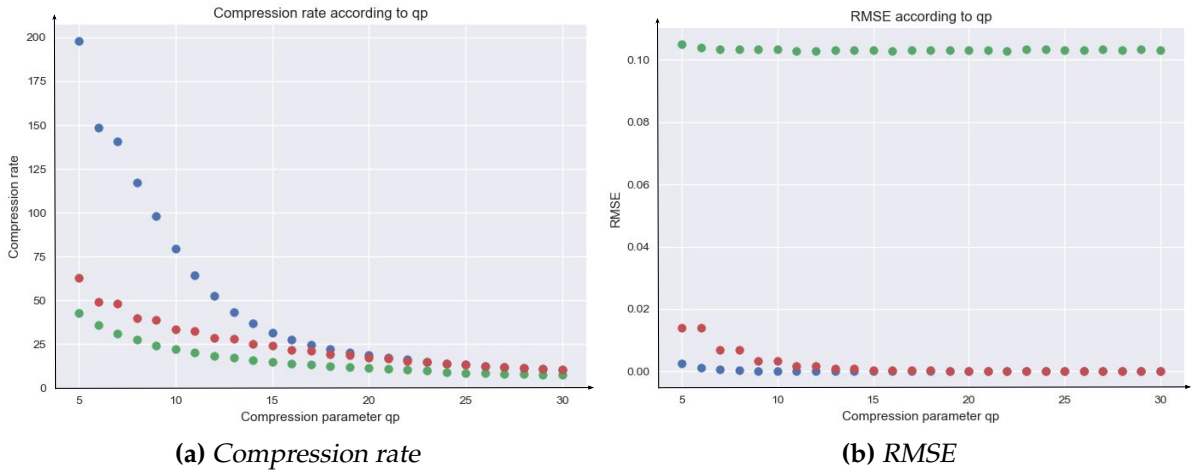 Compression rate according to qp
200
175
150
125
100
75
50
25
0
Compression rate
5 10 15 20 25 30
Compression parameter qp
(a) Compression rate
RMSE according to qp
0.10
0.08
0.06
0.04
0.02
0.00
RMSE
5 10 15 20 25 30
Compression parameter qp
(b) RMSE